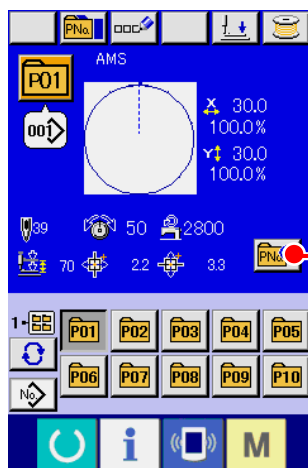 PNo.
AMS
P01
001
X 30.0
100.0%
Y 30.0
100.0%
39 50 2800
70 2.2 3.3
PNo.
1-
P01 P02 P03 P04 P05
P06 P07 P08 P09 P10
No.
i M